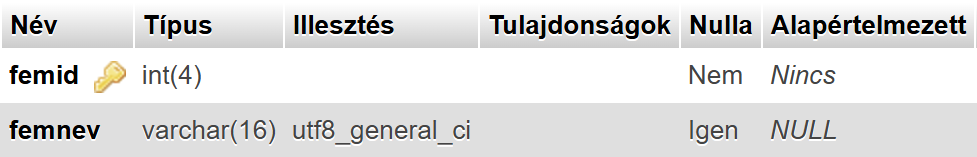 Név Típus Illesztés Tulajdonságok Nulla Alapértelmezett
femid int(4) Nem Nincs
femnev varchar(16) utf8_general_ci Igen NULL